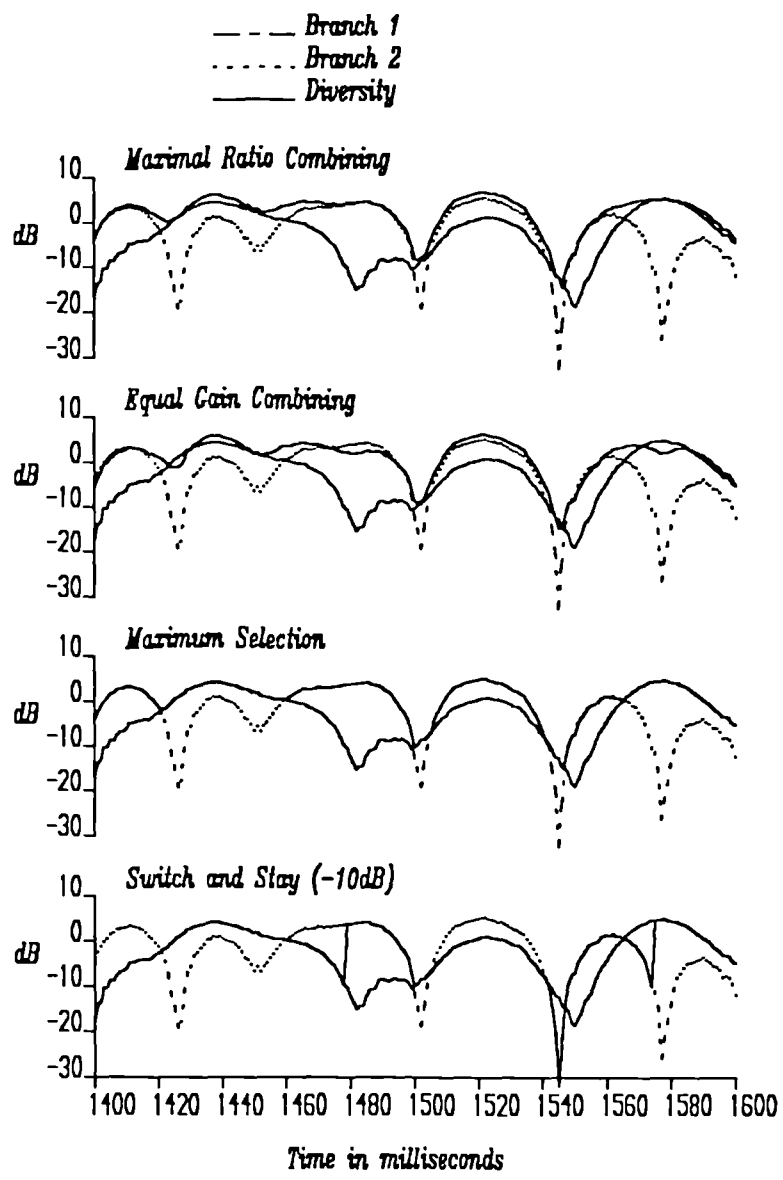 Branch 1
Branch 2
Diversity
Maximal Ratio Combining
10
0
dB
-10
-20
-30
Equal Gain Combining
10
0
dB
-10
-20
-30
Maximum Selection
10
0
dB
-10
-20
-30
Switch and Stay (-10dB)
10
0
dB
-10
-20
-30
1400 1420 1440 1460 1480 1500 1520 1540 1560 1580 1600
Time in milliseconds